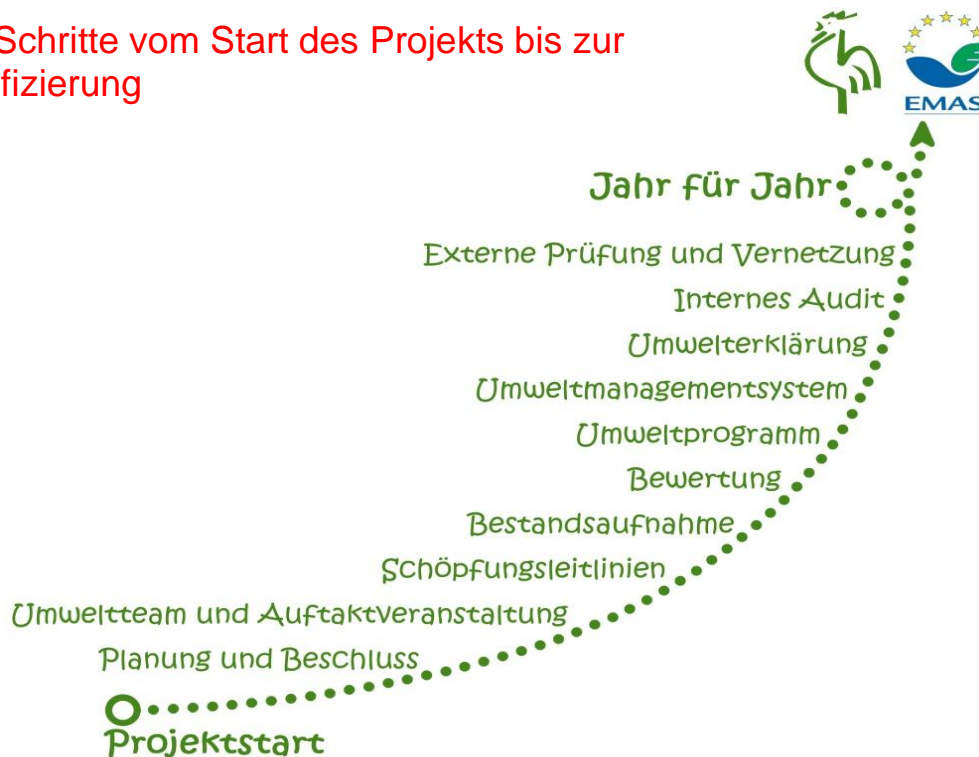 Schritte vom Start des Projekts bis zur
fizierung
EMAS
Jahr für Jahr
Externe Prüfung und Vernetzung
Internes Audit
Umwelterklärung
Umweltmanagementsystem
Umweltprogramm
Bewertung
Bestandsaufnahme
Schöpfungsleitlinien
Umweltteam und Auftaktveranstaltung
Planung und Beschluss
Projektstart